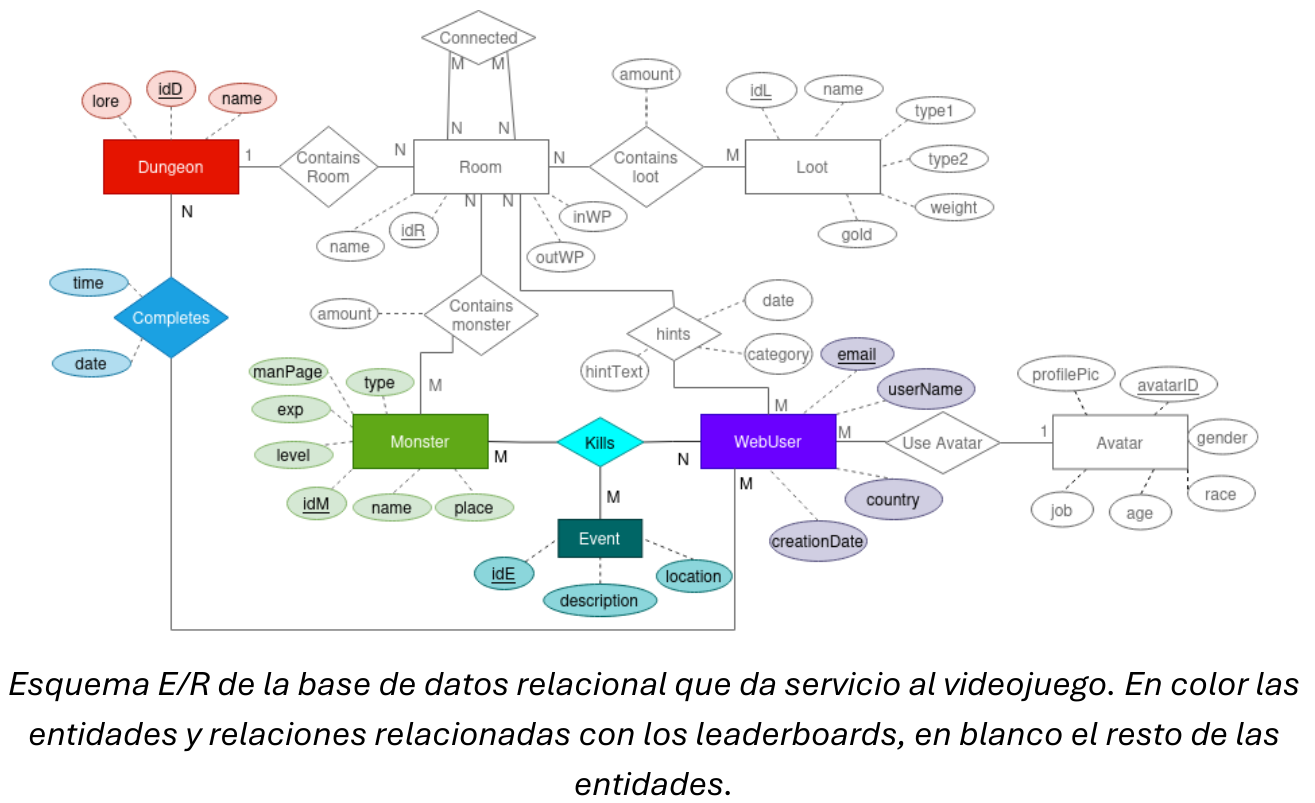 Connected
M M
amount
idL
name
lore
idD
name
type1
N N
Dungeon
1
Contains
Room
N
Room
N
Contains
loot
M
Loot
type2
N
N N
name
idR
inWP
outWP
weight
gold
time
Completes
date
amount
Contains
monster
hints
date
hintText
category
manPage
type
M
exp
level
idM
name
place
Monster
M
Kills
N
M
WebUser
email
userName
M
Use Avatar
1
Avatar
profilePic
avatarID
gender
race
job
age
country
creationDate
M
M
Event
idE
description
location
Esquema E/R de la base de datos relacional que da servicio al videojuego. En color las
entidades y relaciones relacionadas con los leaderboards, en blanco el resto de las
entidades.